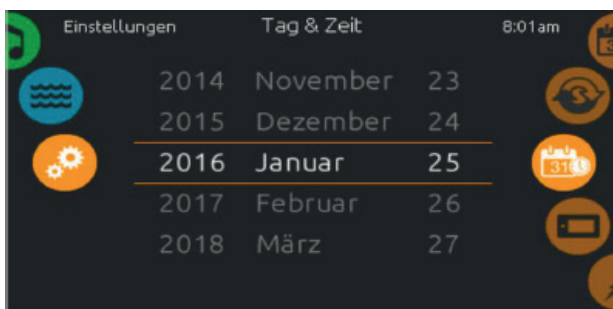 Einstellungen Tag & Zeit 8:01am
2014 November 23
2015 Dezember 24
2016 Januar 25
2017 Februar 26
2018 März 27
31